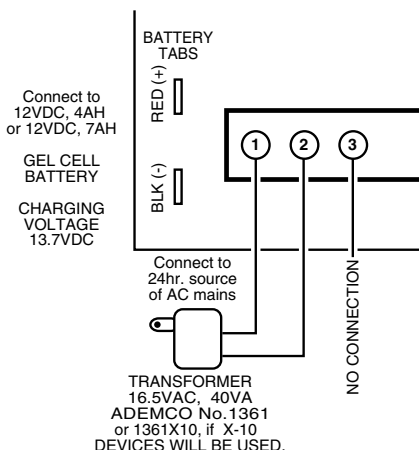 BATTERY
TABS
RED (+)
BLK (-)
Connect to
12VDC, 4AH
or 12VDC, 7AH
GEL CELL
BATTERY
CHARGING
VOLTAGE
13.7VDC
1 2 3
Connect to
24hr. source
of AC mains
NO CONNECTION
TRANSFORMER
16.5VAC, 40VA
ADEMCO No.1361
or 1361X10, if X-10
DEVICES WILL BE USED.